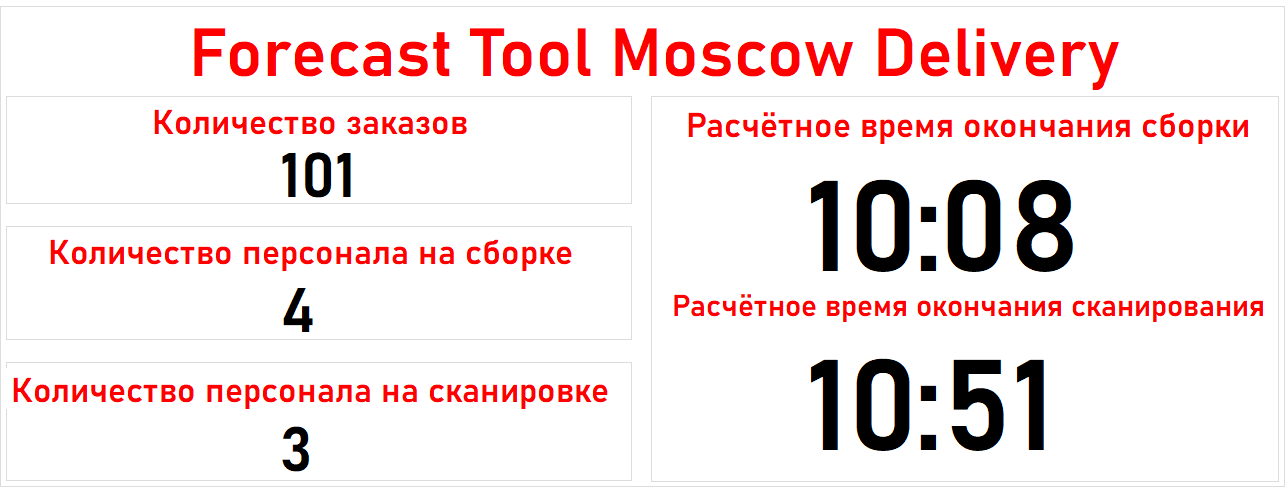 Forecast Tool Moscow Delivery
Количество заказов
101
Количество персонала на сборке
4
Количество персонала на сканировке
3
Расчётное время окончания сборки
10:08
Расчётное время окончания сканирования
10:51